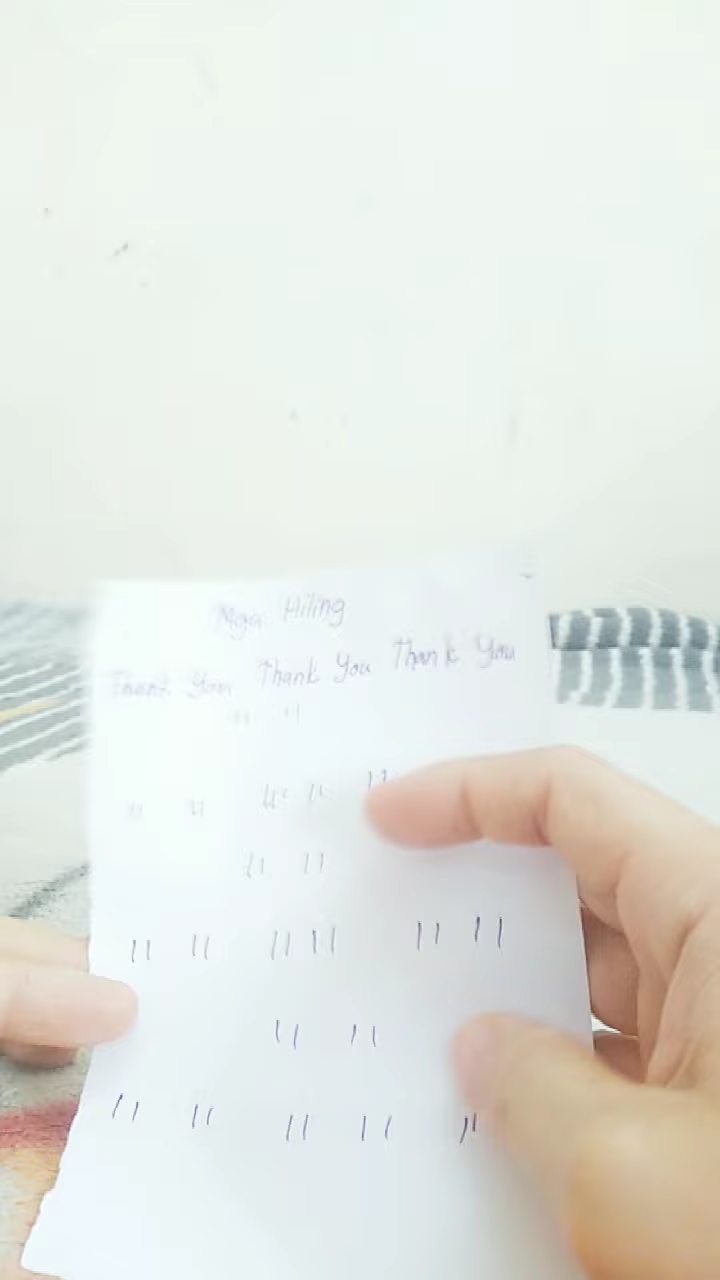 Mga Hiling
Thank You Thank You Thank You
" "
" " " " "
" "
" " " " " "
" "
" " " " "